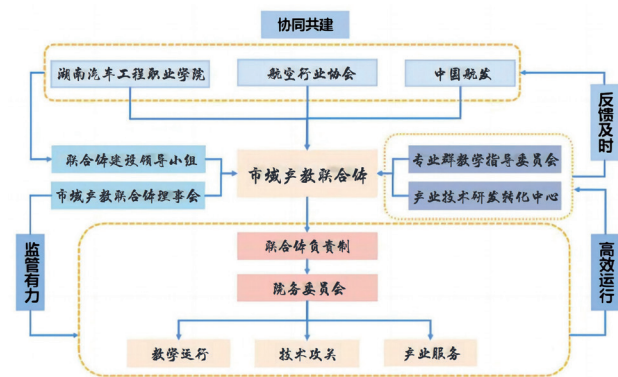 协同共建
湖南汽车工程职业学院
航空行业协会
中国航发
反馈及时
联合体建设领导小组
市域产教联合体
专业群教学指导委员会
市域产教联合体理事会
产业技术研发转化中心
监管有力
联合体负责制
高效运行
院务委员会
教学运行
技术攻关
产业服务